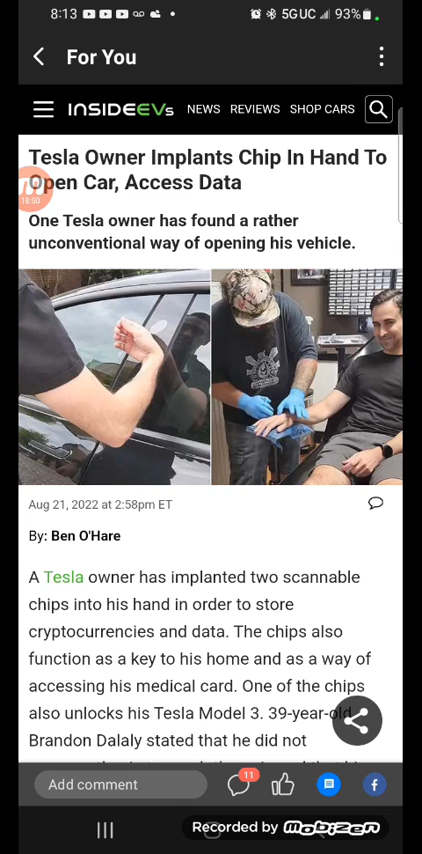 8:13 5GUC 93%
For You
INSIDEEVs NEWS REVIEWS SHOP CARS
Tesla Owner Implants Chip In Hand To
Open Car, Access Data
18:50
One Tesla owner has found a rather
unconventional way of opening his vehicle.
Aug 21, 2022 at 2:58pm ET
By: Ben O'Hare
A Tesla owner has implanted two scannable
chips into his hand in order to store
cryptocurrencies and data. The chips also
function as a key to his home and as a way of
accessing his medical card. One of the chips
also unlocks his Tesla Model 3. 39-year-old
Brandon Dalaly stated that he did not
Add comment 11
Recorded by MOBIZEN